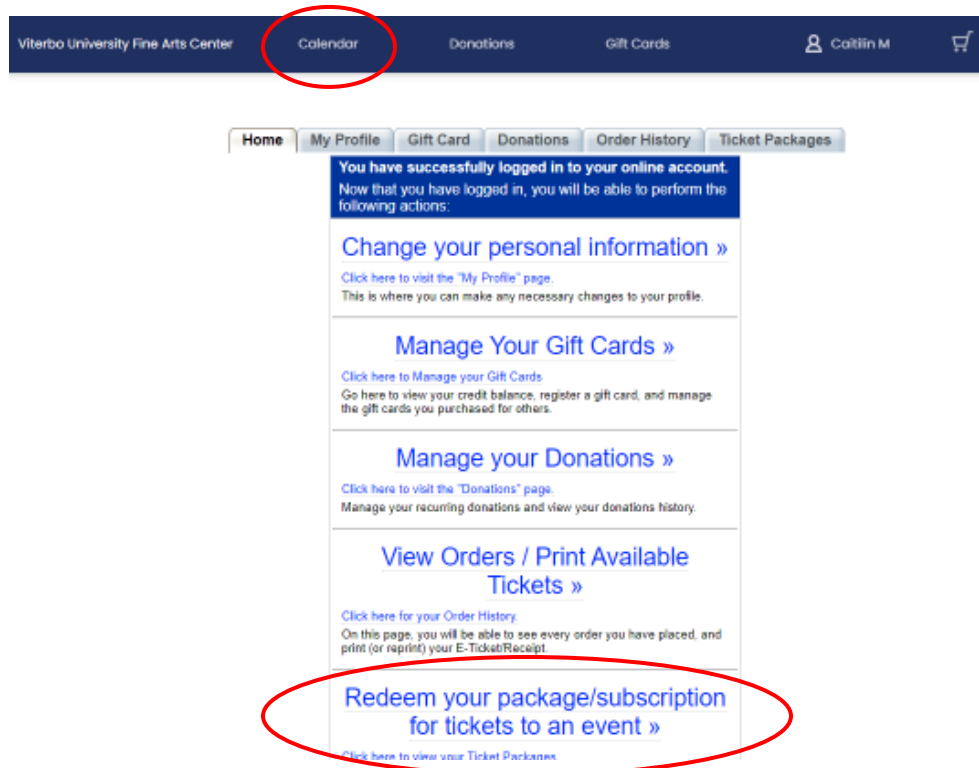 Viterbo University Fine Arts Center Calendar Donations Gift Cards Caitilin M
Home My Profile Gift Card Donations Order History Ticket Packages
You have successfully logged in to your online account.
Now that you have logged in, you will be able to perform the
following actions:
Change your personal information »
Click here to visit the "My Profile" page.
This is where you can make any necessary changes to your profile.
Manage Your Gift Cards »
Click here to Manage your Gift Cards
Go here to view your credit balance, register a gift card, and manage
the gift cards you purchased for others.
Manage your Donations »
Click here to visit the "Donations" page.
Manage your recurring donations and view your donations history.
View Orders / Print Available
Tickets »
Click here for your Order History.
On this page, you will be able to see every order you have placed, and
print (or reprint) your E-Ticket/Receipt.
Redeem your package/subscription
for tickets to an event »
Click here to view your Ticket Packages